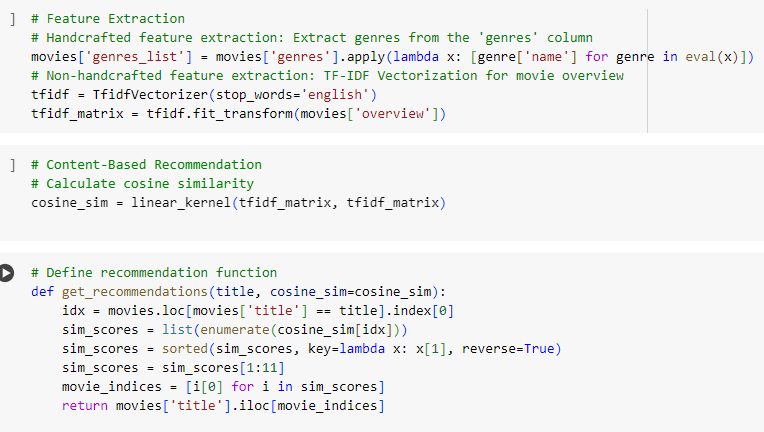 ] # Feature Extraction
# Handcrafted feature extraction: Extract genres from the 'genres' column
movies['genres_list'] = movies['genres'].apply(lambda x: [genre['name'] for genre in eval(x)])
# Non-handcrafted feature extraction: TF-IDF Vectorization for movie overview
tfidf = TfidfVectorizer(stop_words='english')
tfidf_matrix = tfidf.fit_transform(movies['overview'])
] # Content-Based Recommendation
# Calculate cosine similarity
cosine_sim = linear_kernel(tfidf_matrix, tfidf_matrix)
# Define recommendation function
def get_recommendations(title, cosine_sim=cosine_sim):
    idx = movies.loc[movies['title'] == title].index[0]
    sim_scores = list(enumerate(cosine_sim[idx]))
    sim_scores = sorted(sim_scores, key=lambda x: x[1], reverse=True)
    sim_scores = sim_scores[1:11]
    movie_indices = [i[0] for i in sim_scores]
    return movies['title'].iloc[movie_indices]